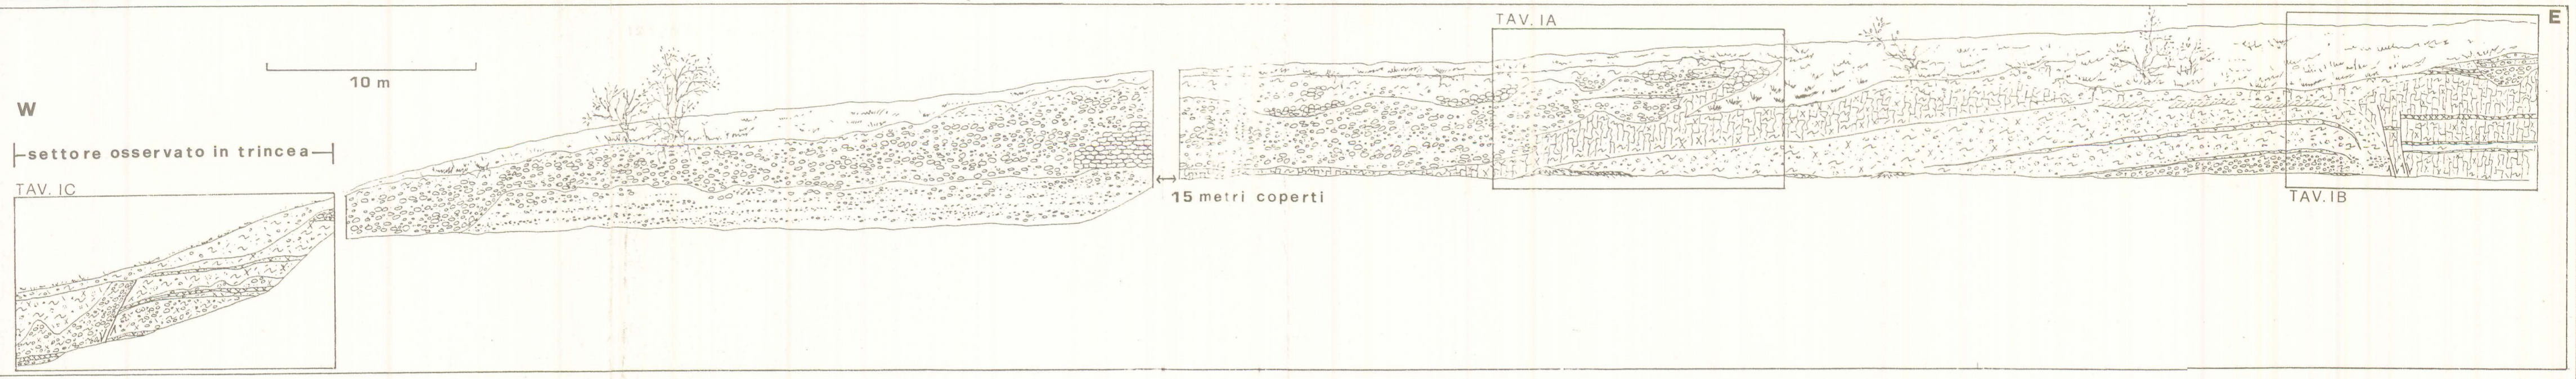 W
10 m
settore osservato in trincea
TAV. IC
15 metri coperti
TAV. IA
TAV. IB
E